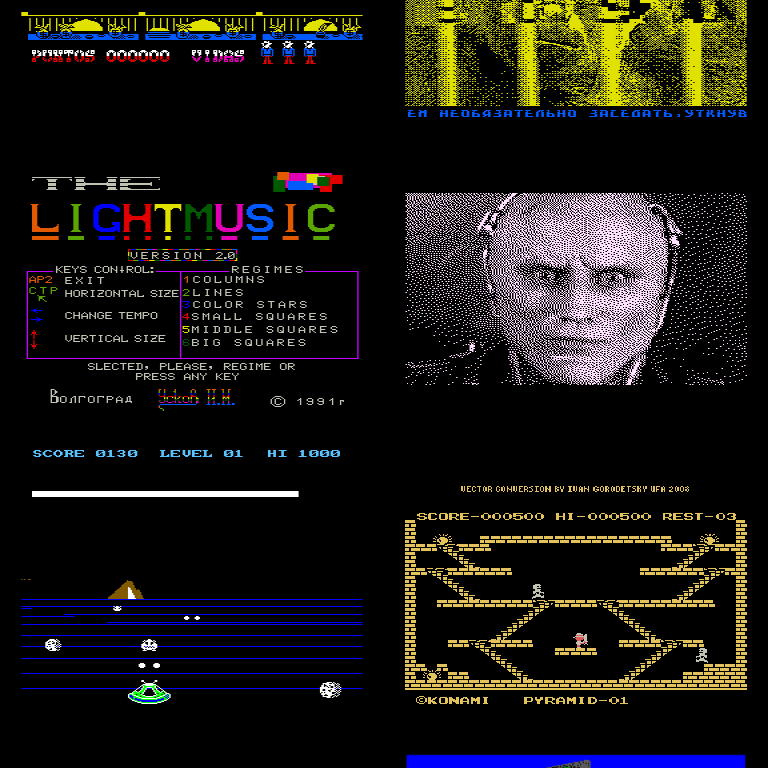 PUNTOS 000000 VIDAS
ЕМ НЕОБЯЗАТЕЛЬНО ЗАСЕДАТЬ,УТКНУВ
THE
LIGHTMUSIC
VERSION 2.0
KEYS CONTROL:
REGIMES
AP2 EXIT
СТР HORIZONTAL SIZE
CHANGE TEMPO
VERTICAL SIZE
1 COLUMNS
2 LINES
3 COLOR STARS
4 SMALL SQUARES
5 MIDDLE SQUARES
6 BIG SQUARES
SLECTED, PLEASE, REGIME OR
PRESS ANY KEY
Волгоград
© 1991г
SCORE 0130 LEVEL 01 HI 1000
VECTOR CONVERSION BY IVAN GORODETSKY UFA 2008
SCORE-000500 HI-000500 REST-03
©KONAMI PYRAMID-01